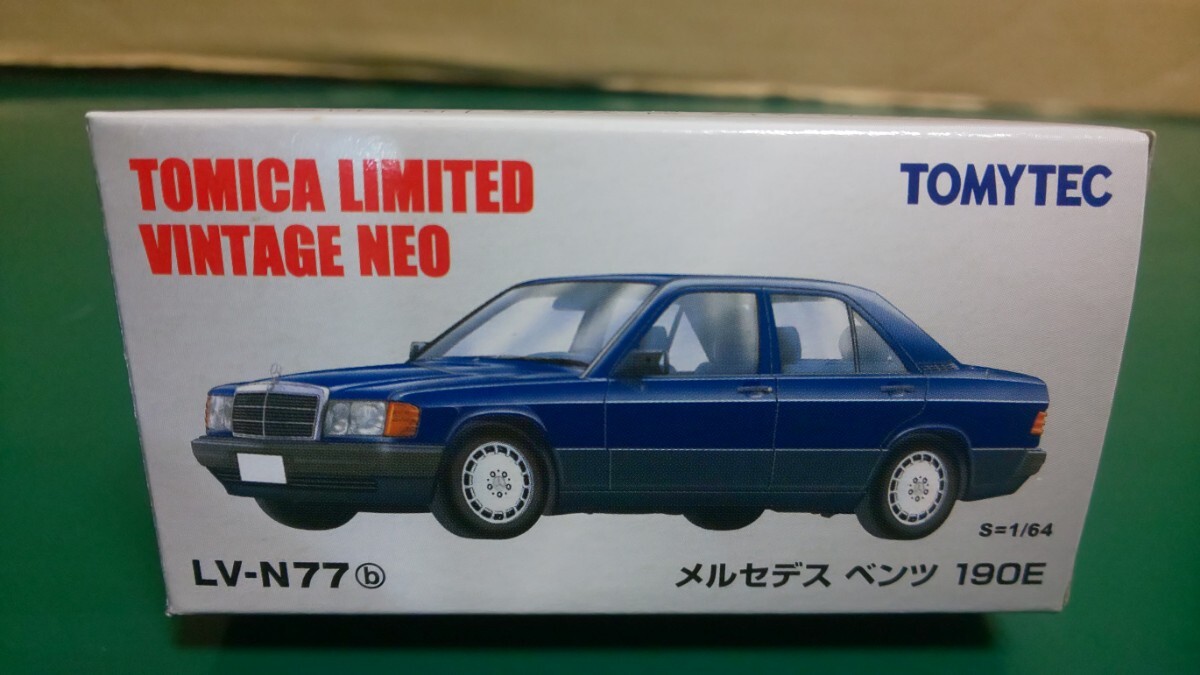 TOMICA LIMITED
VINTAGE NEO
TOMYTEC
S=1/64
LV-N77ⓑ
メルセデス ベンツ 190E